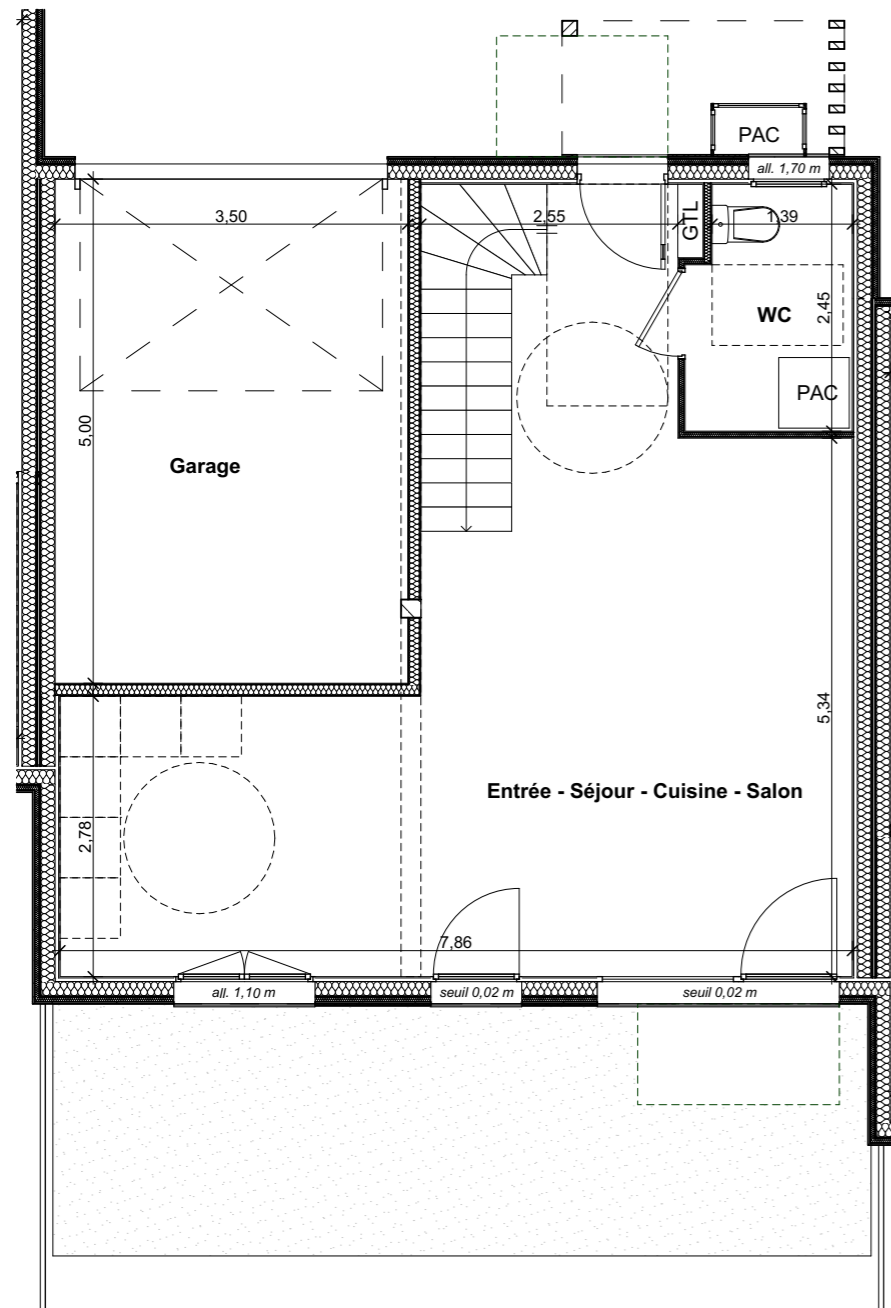 PAC
all. 1,70 m
3,50
2,55
GTL
1,39
WC
2,45
PAC
5,00
Garage
5,34
Entrée - Séjour - Cuisine - Salon
2,78
7,86
all. 1,10 m
seuil 0,02 m
seuil 0,02 m